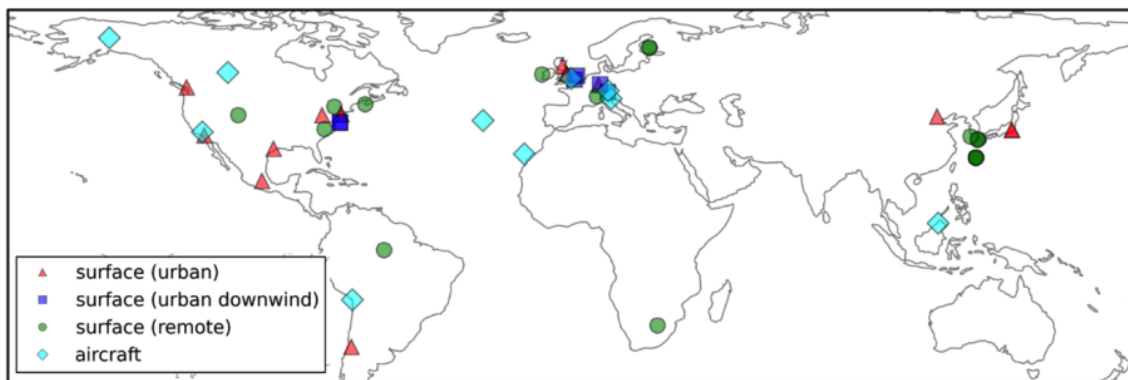 surface (urban)
surface (urban downwind)
surface (remote)
aircraft